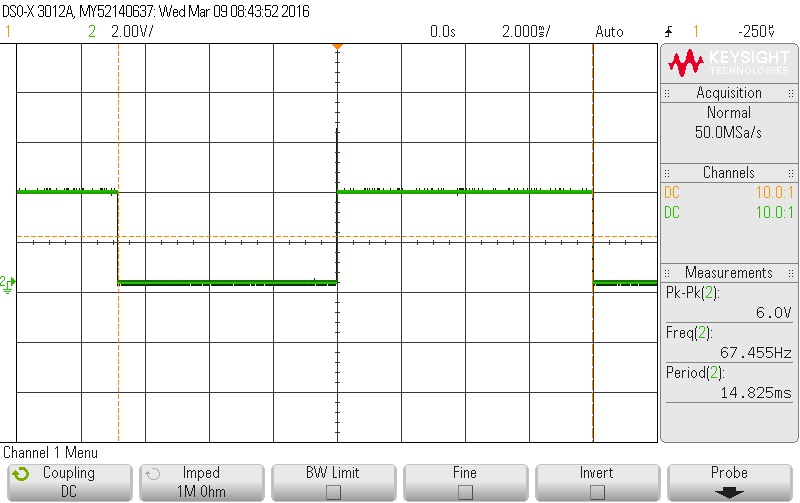 DSO-X 3012A, MY52140637: Wed Mar 09 08:43:52 2016
1 2 2.00V/ 0.0s 2.000ms/ Auto 1 -250V
KEYSIGHT
TECHNOLOGIES
Acquisition
Normal
50.0MSa/s
Channels
DC 10.0:1
DC 10.0:1
Measurements
Pk-Pk(2):
6.0V
Freq(2):
67.455Hz
Period(2):
14.825ms
2
Channel 1 Menu
Coupling
DC
Imped
1M Ohm
BW Limit
Fine
Invert
Probe